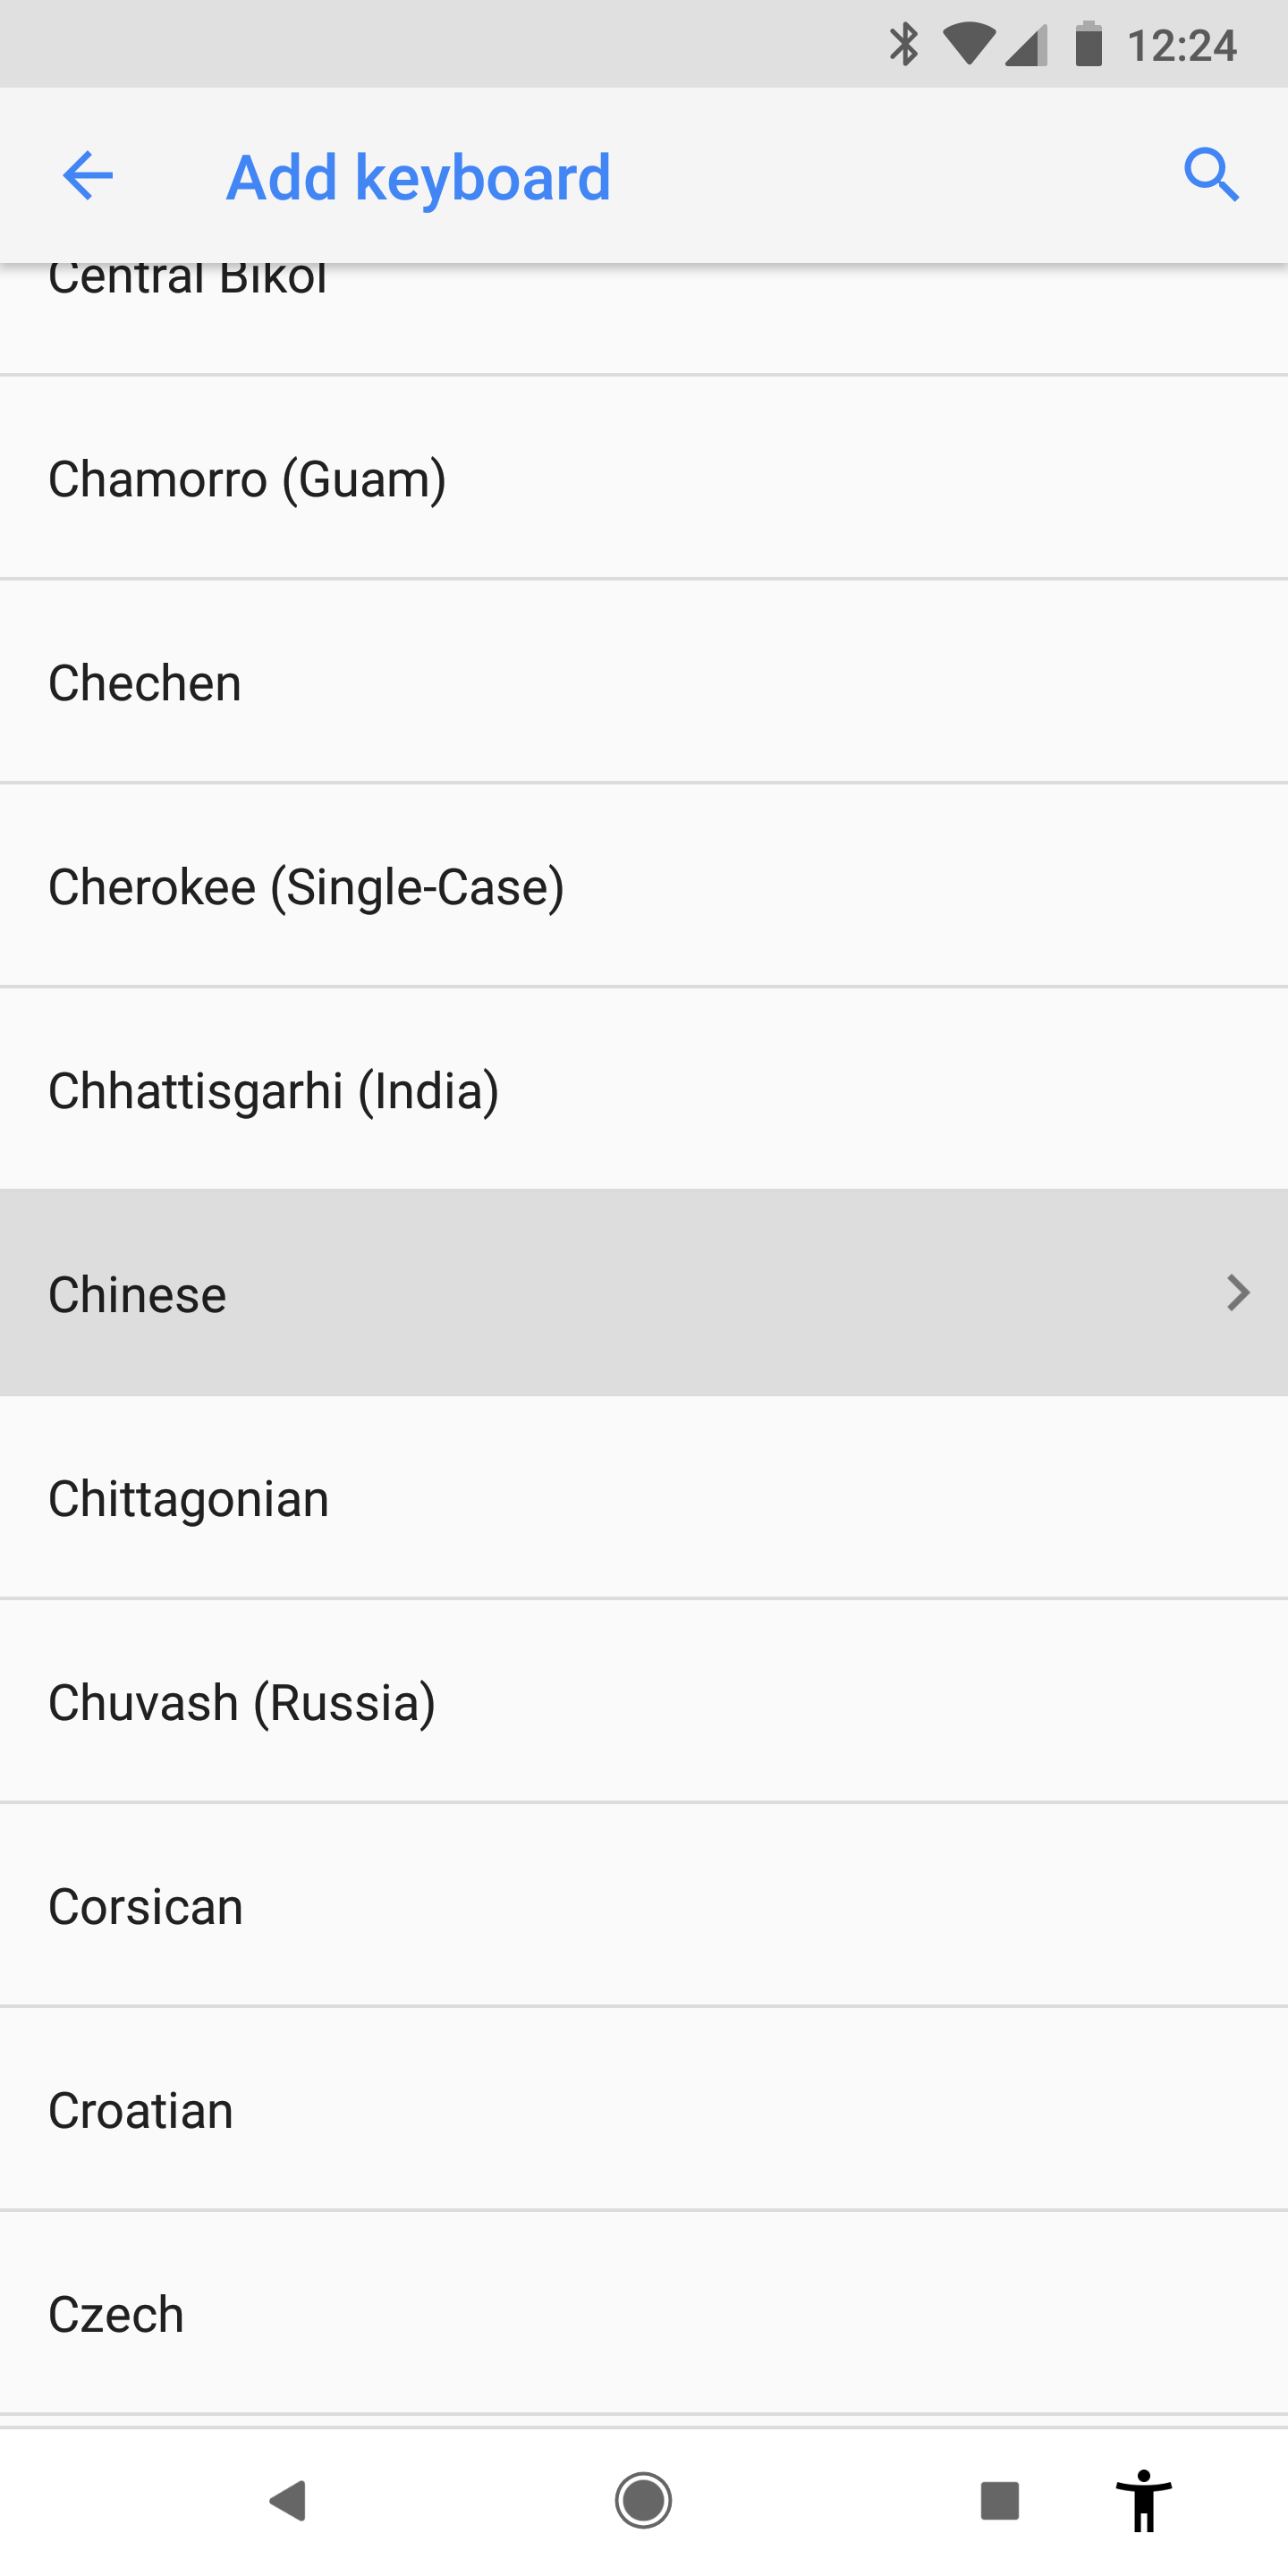 12:24
Add keyboard
Central Bikol
Chamorro (Guam)
Chechen
Cherokee (Single-Case)
Chhattisgarhi (India)
Chinese
Chittagonian
Chuvash (Russia)
Corsican
Croatian
Czech